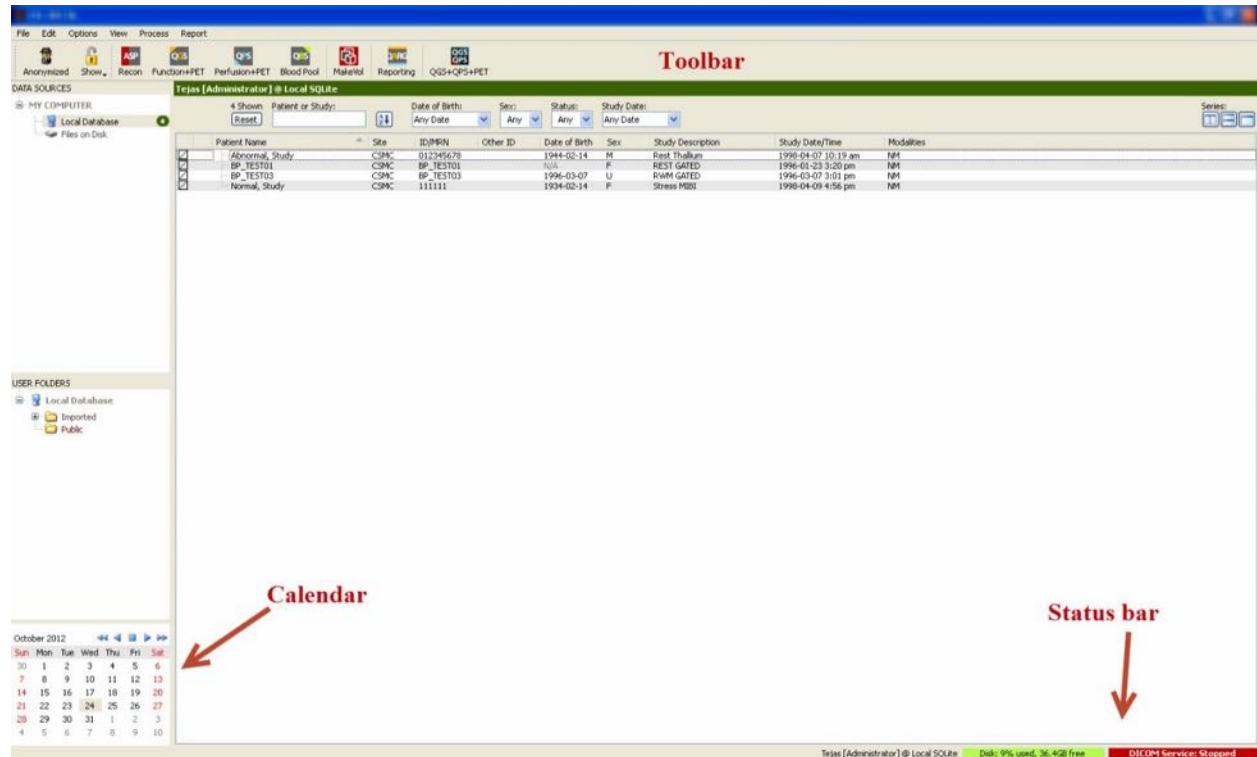 File Edit Options View Process Report
ASP QGS QPS QBS QARG QGS QPS
Anonymized Show Recon Function+PET Perfusion+PET Blood Pool MakeVol Reporting QGS+QPS+PET
Toolbar
DATA SOURCES
MY COMPUTER
Local Database 4
Files on Disk
Tejas [Administrator] @ Local SQLite
4 Shown Patient or Study: Date of Birth: Sex: Status: Study Date: Series:
Reset Any Date Any Any Any Date
Patient Name Site ID/MRN Other ID Date of Birth Sex Study Description Study Date/Time Modalities
Abnormal, Study CSMC 012345678 1944-02-14 M Rest Thallium 1998-04-07 10:19 am NM
BP_TEST01 CSMC BP_TEST01 N/A F REST GATED 1996-01-23 3:20 pm NM
BP_TEST03 CSMC BP_TEST03 1996-03-07 U RWM GATED 1996-03-07 3:01 pm NM
Normal, Study CSMC 111111 1934-02-14 F Stress MIBI 1998-04-09 4:56 pm NM
USER FOLDERS
Local Database
Imported
Public
Calendar
Status bar
October 2012
Sun Mon Tue Wed Thu Fri Sat
30 1 2 3 4 5 6
7 8 9 10 11 12 13
14 15 16 17 18 19 20
21 22 23 24 25 26 27
28 29 30 31 1 2 3
4 5 6 7 8 9 10
Tejas [Administrator] @ Local SQLite Disk: 9% used, 36.4GB free DICOM Service: Stopped